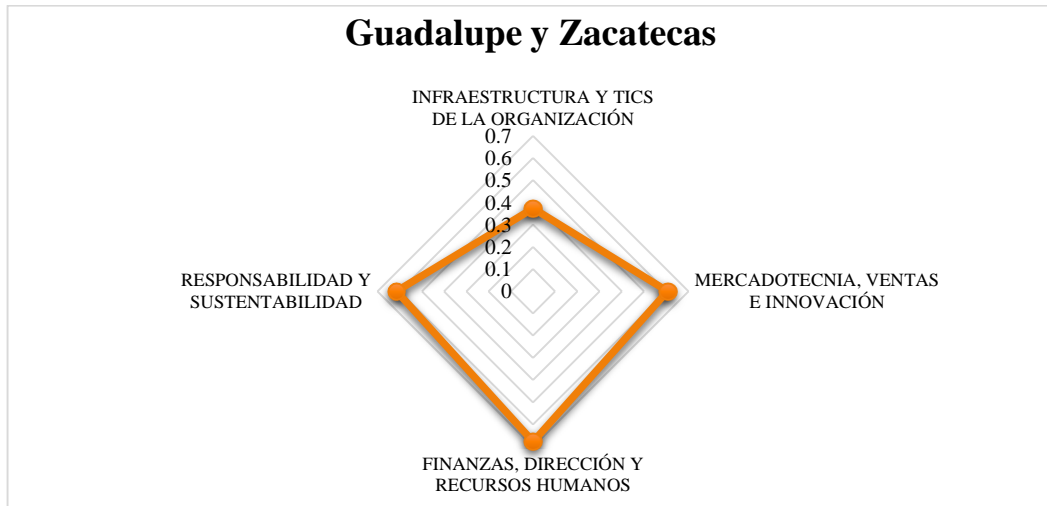 Guadalupe y Zacatecas
INFRAESTRUCTURA Y TICS
DE LA ORGANIZACIÓN
0.7
0.6
0.5
0.4
0.3
0.2
0.1
0
RESPONSABILIDAD Y
SUSTENTABILIDAD
MERCADOTECNIA, VENTAS
E INNOVACIÓN
FINANZAS, DIRECCIÓN Y
RECURSOS HUMANOS